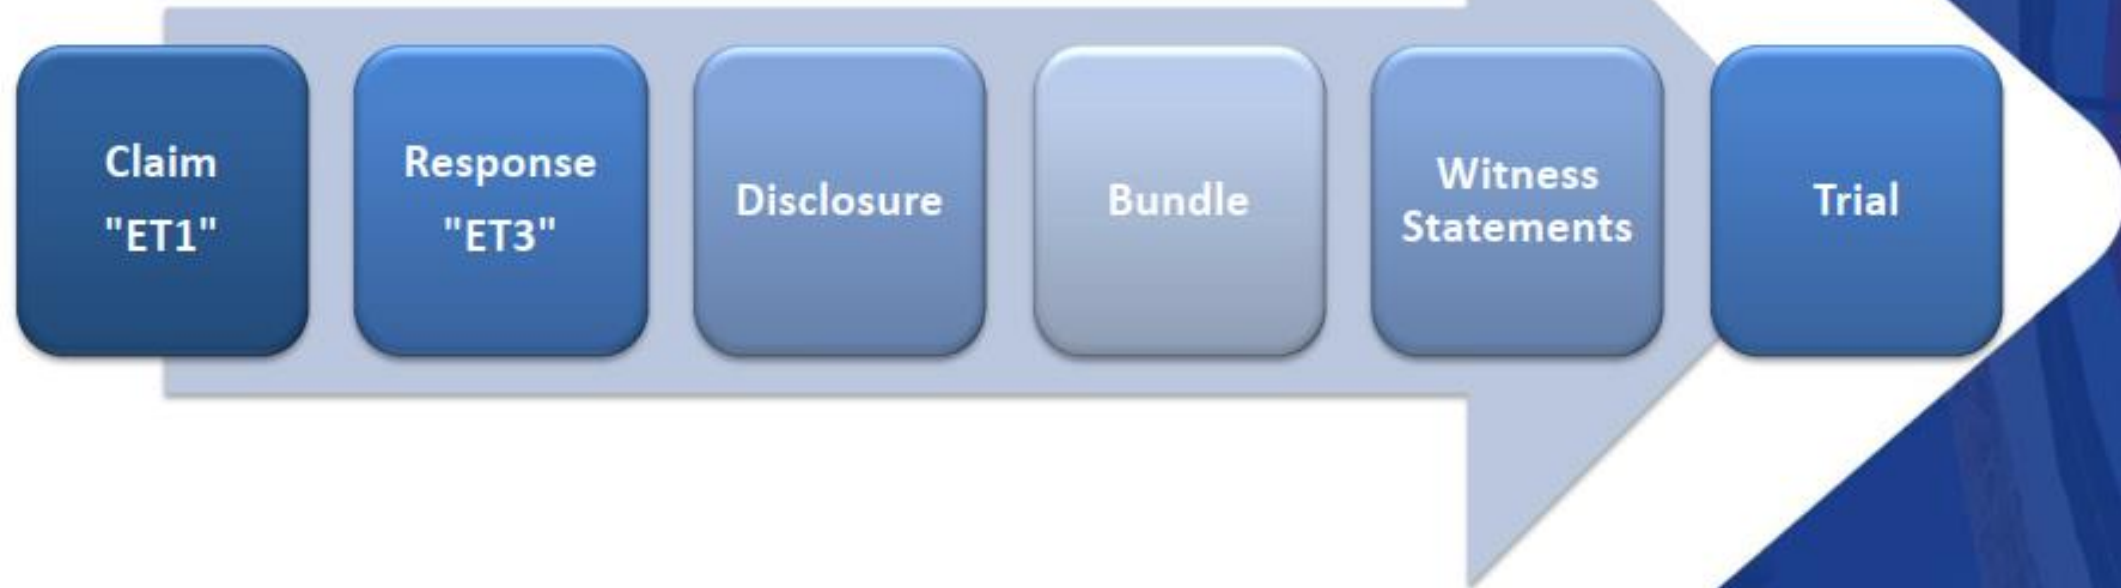 Claim
"ET1"
Response
"ET3"
Disclosure
Bundle
Witness
Statements
Trial